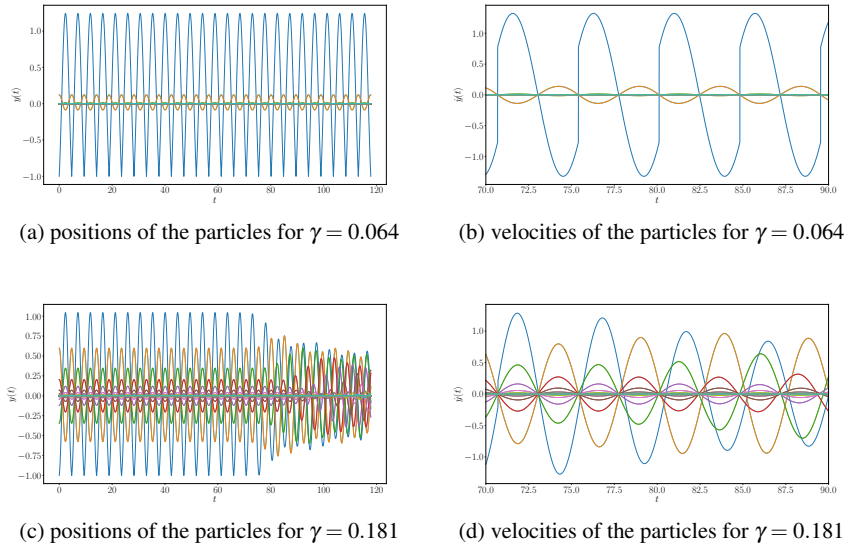 1.0
0.5
0.0
−0.5
−1.0
y(t)
0 20 40 60 80 100 120
t
(a) positions of the particles for γ = 0.064
1.0
0.5
0.0
−0.5
−1.0
ẏ(t)
70.0 72.5 75.0 77.5 80.0 82.5 85.0 87.5 90.0
t
(b) velocities of the particles for γ = 0.064
1.00
0.75
0.50
0.25
0.00
−0.25
−0.50
−0.75
−1.00
y(t)
0 20 40 60 80 100 120
t
(c) positions of the particles for γ = 0.181
1.0
0.5
0.0
−0.5
−1.0
ẏ(t)
70.0 72.5 75.0 77.5 80.0 82.5 85.0 87.5 90.0
t
(d) velocities of the particles for γ = 0.181